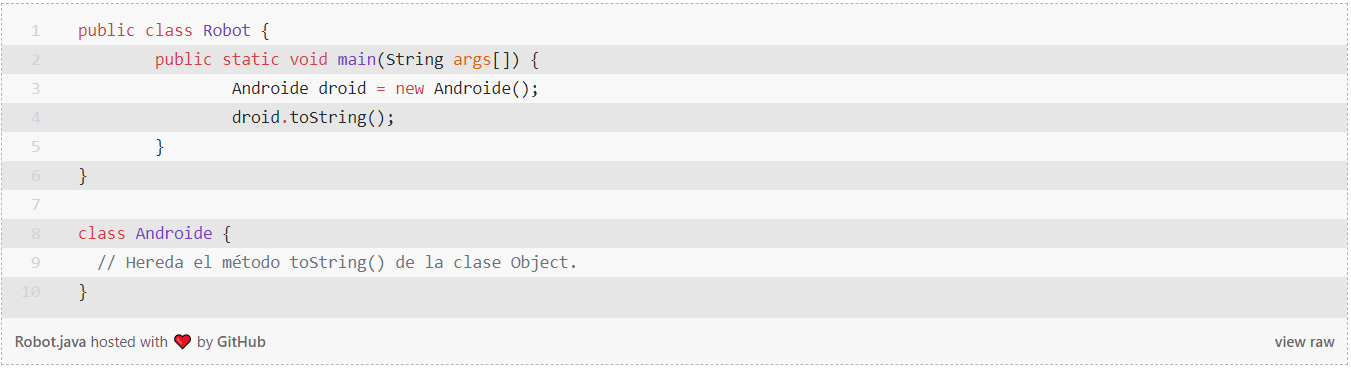 1 public class Robot {
2 public static void main(String args[]) {
3 Androide droid = new Androide();
4 droid.toString();
5 }
6 }
7
8 class Androide {
9 // Hereda el método toString() de la clase Object.
10 }
Robot.java hosted with ❤ by GitHub view raw